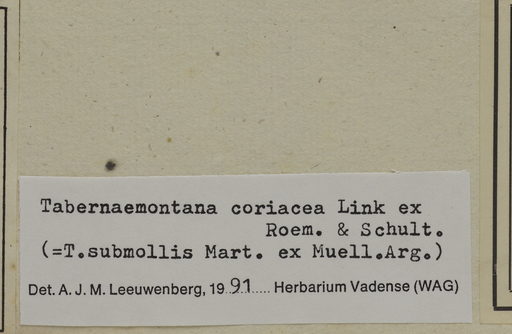 Tabernaemontana coriacea Link ex
Roem. & Schult.
(=T.submollis Mart. ex Muell.Arg.)
Det. A. J. M. Leeuwenberg, 19 91..... Herbarium Vadense (WAG)